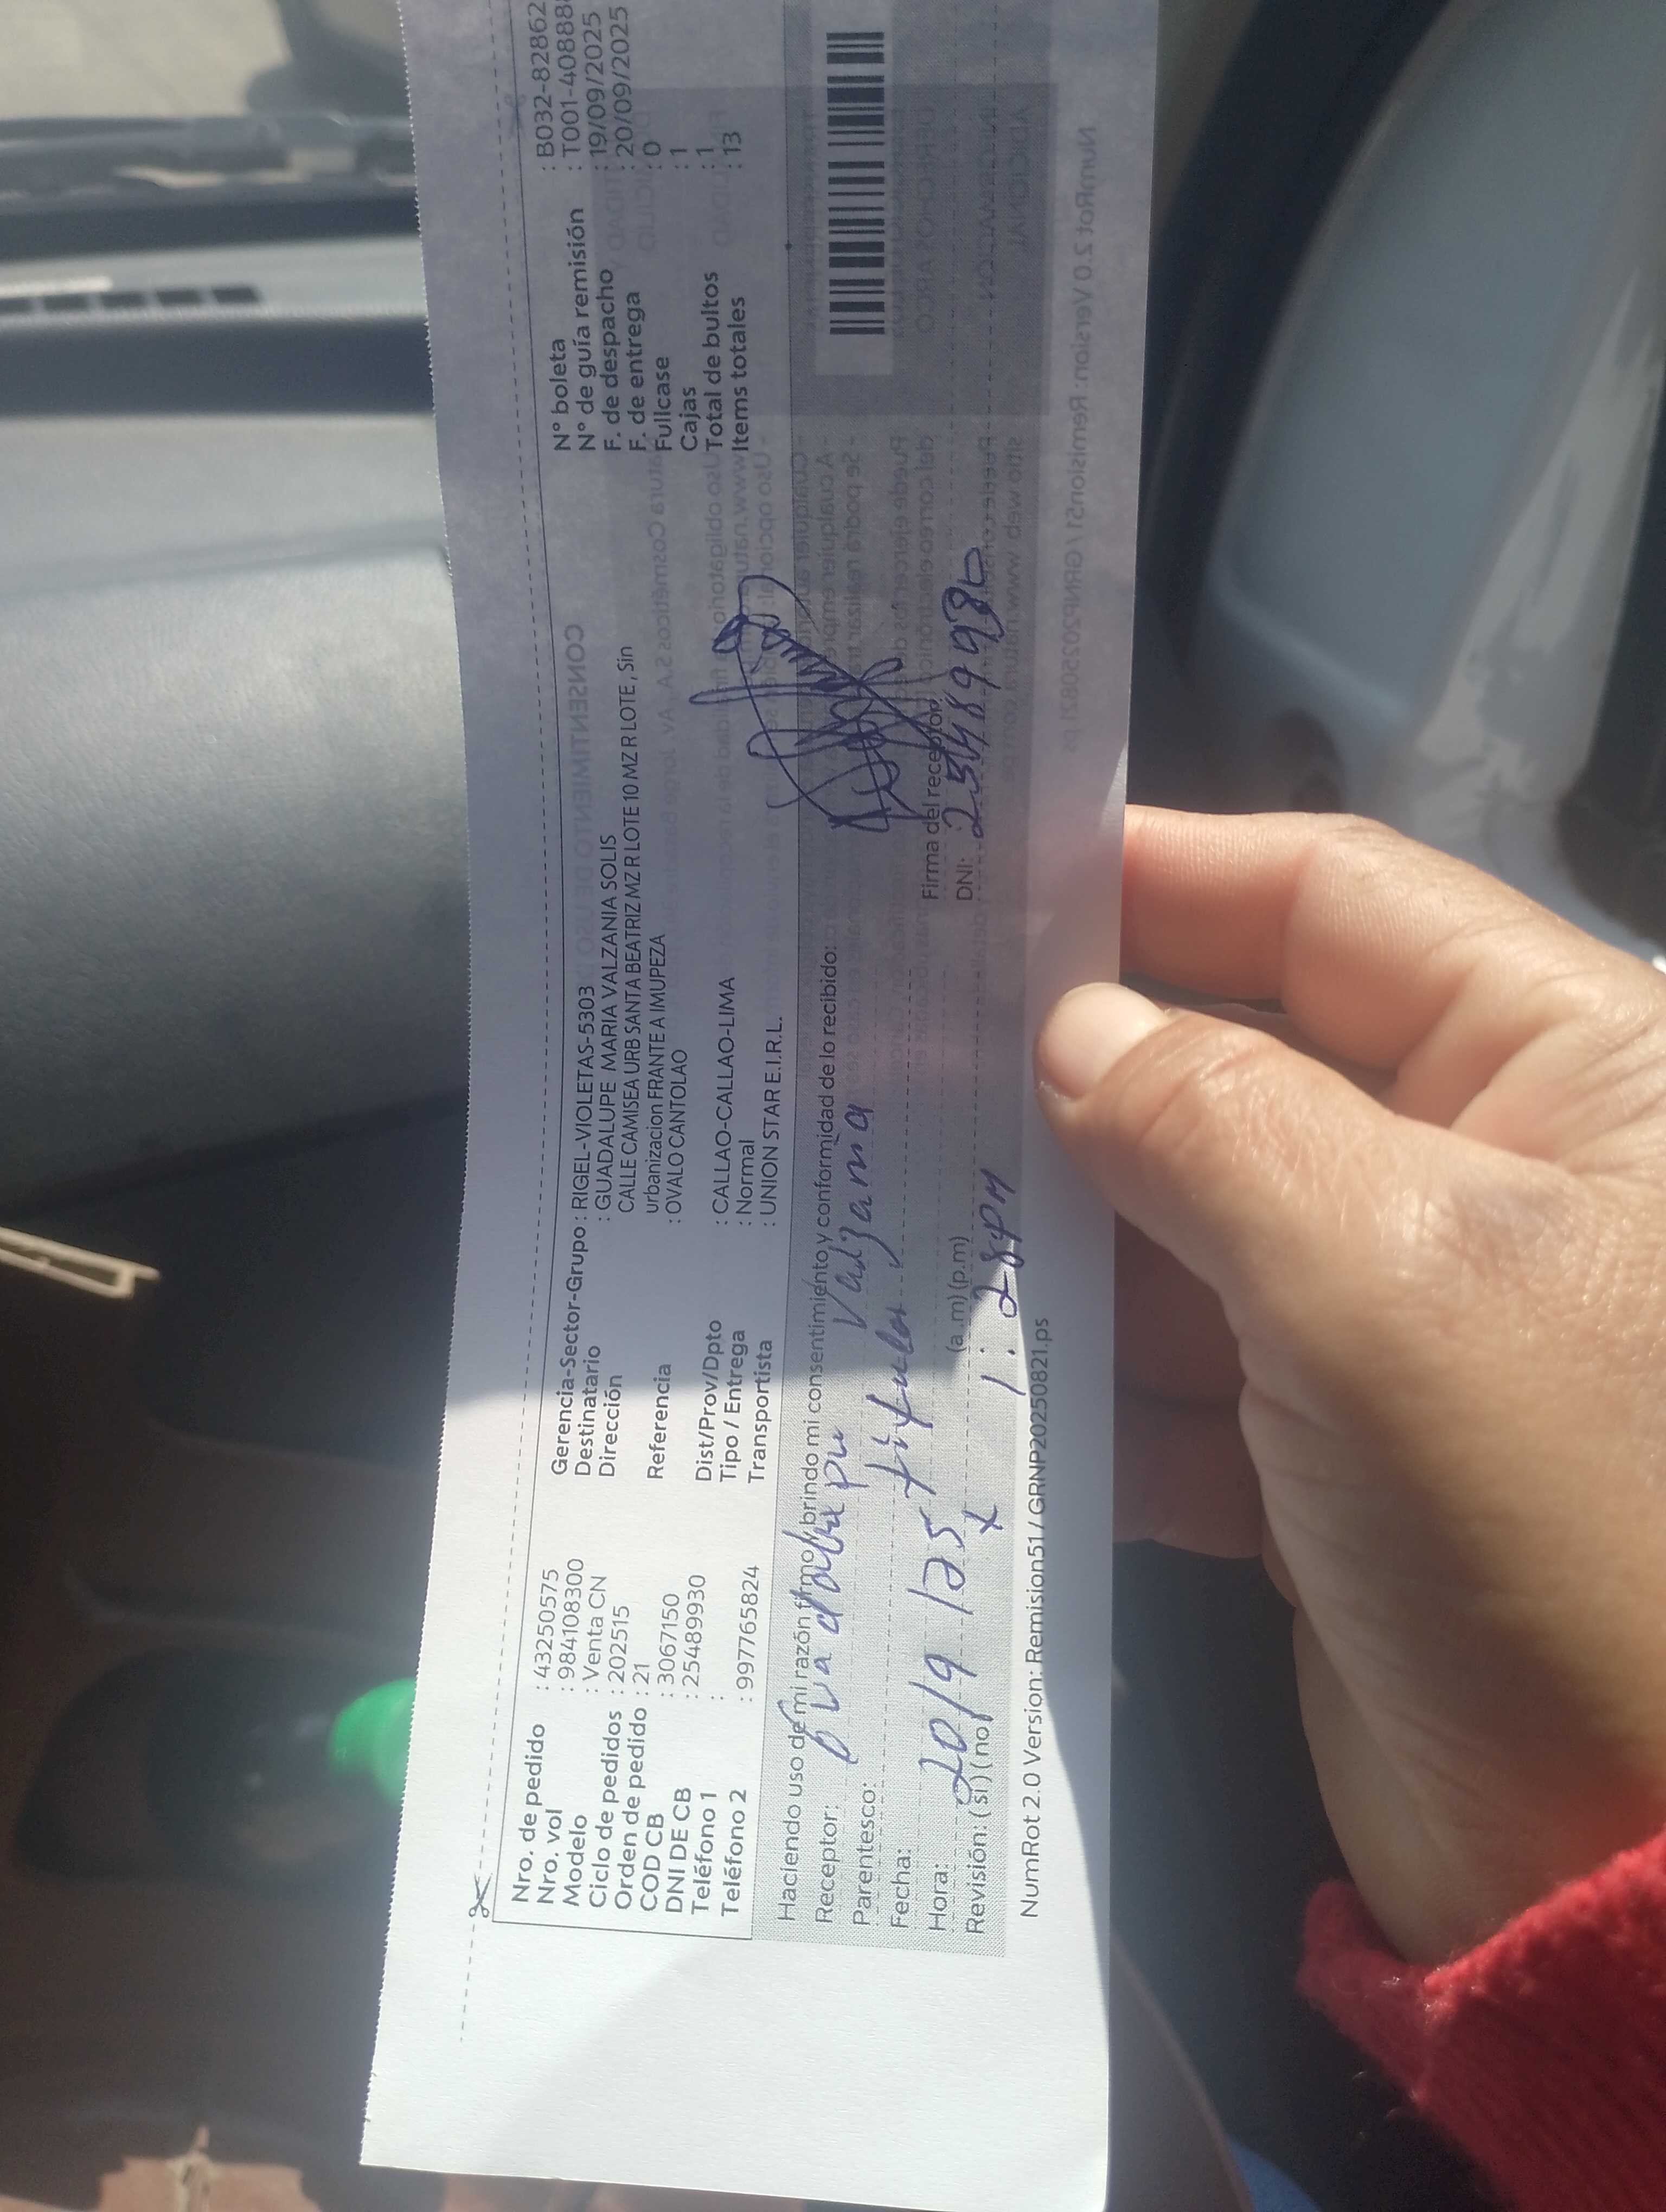 Nro. de pedido : 432505575
Nro. vol : 984108300
Modelo : Venta CN
Ciclo de pedidos : 202515
Orden de pedido : 21
COD CB : 3067150
DNI DE CB : 25489930
Teléfono 1 :
Teléfono 2 : 997765824
Gerencia-Sector-Grupo : RIGEL-VIOLETAS-5303
Destinatario : GUADALUPE MARIA VALZANIA SOLIS
Dirección CALLE CAMISEA URB SANTA BEATRIZ MZ R LOTE 10 MZ R LOTE , Sin
urbanizacion FRANTE A IMUPEZA
Referencia : OVALO CANTOLAO
Dist/Prov/Dpto : CALLAO-CALLAO-LIMA
Tipo / Entrega : Normal
Transportista : UNION STAR E.I.R.L.
N° boleta : B032-82862
N° de guía remisión : T001-40888
F. de despacho : 19/09/2025
F. de entrega : 20/09/2025
Fullcase : 0
Cajas : 1
Total de bultos : 1
Items totales : 13
Haciendo uso de mi razón firmo brindo mi consentimiento y conformidad de lo recibido:
Receptor:
Parentesco: titular
Fecha: 20/9/25
Hora: (a.m) (p.m) 1:28pm
Revisión: (si) (no) x
Firma del receptor:
DNI:
NumRot 2.0 Version: Remision51 / GRNP20250821.ps